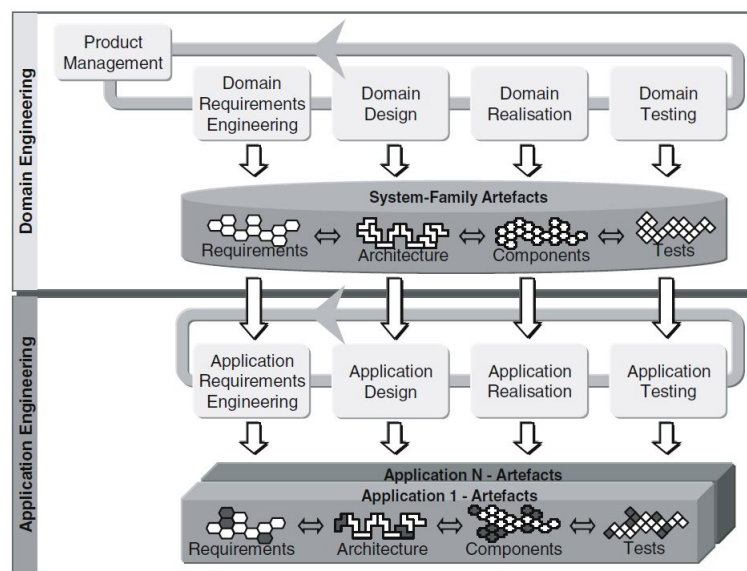 Domain Engineering
Product
Management
Domain
Requirements
Engineering
Domain
Design
Domain
Realisation
Domain
Testing
System-Family Artefacts
Requirements
Architecture
Components
Tests
Application Engineering
Application
Requirements
Engineering
Application
Design
Application
Realisation
Application
Testing
Application N - Artefacts
Application 1 - Artefacts
Requirements
Architecture
Components
Tests